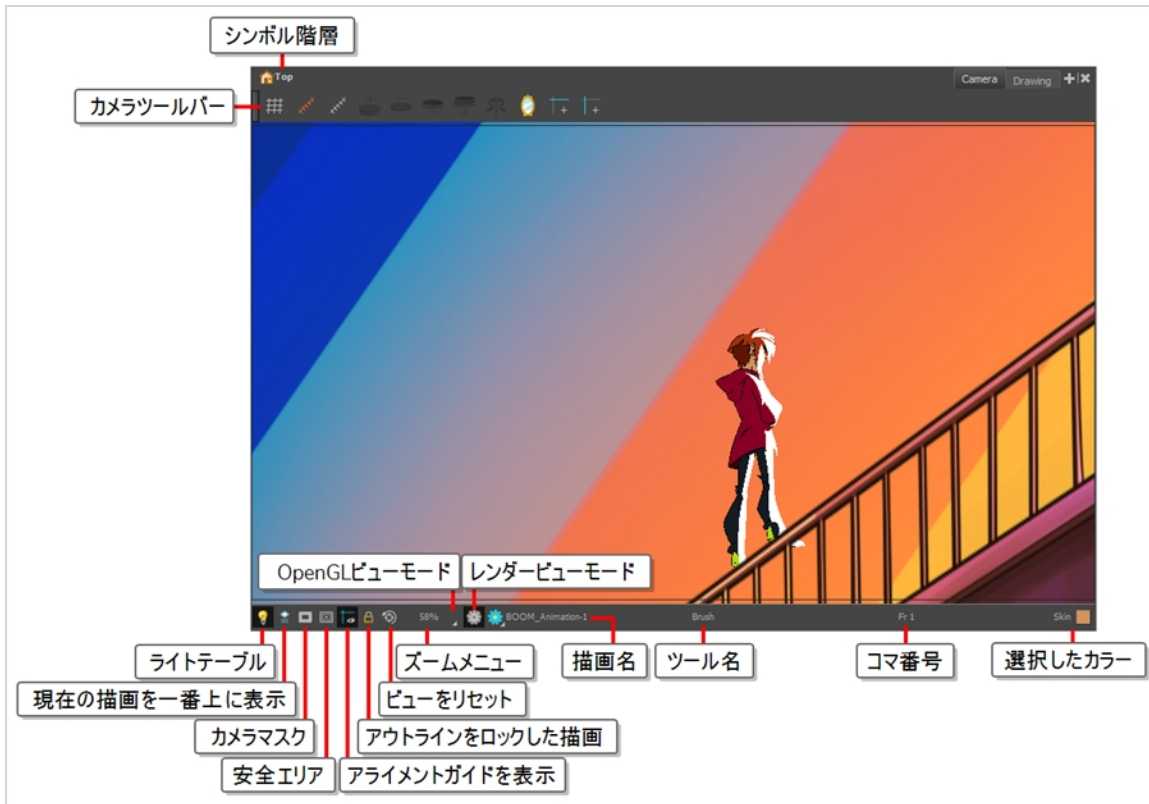 シンボル階層
Top
Camera
Drawing
カメラツールバー
OpenGLビューモード
レンダービューモード
58%
BOOM_Animation-1
Brush
Fr 1
Skin
ライトテーブル
ズームメニュー
描画名
ツール名
コマ番号
選択したカラー
現在の描画を一番上に表示
ビューをリセット
カメラマスク
アウトラインをロックした描画
安全エリア
アライメントガイドを表示